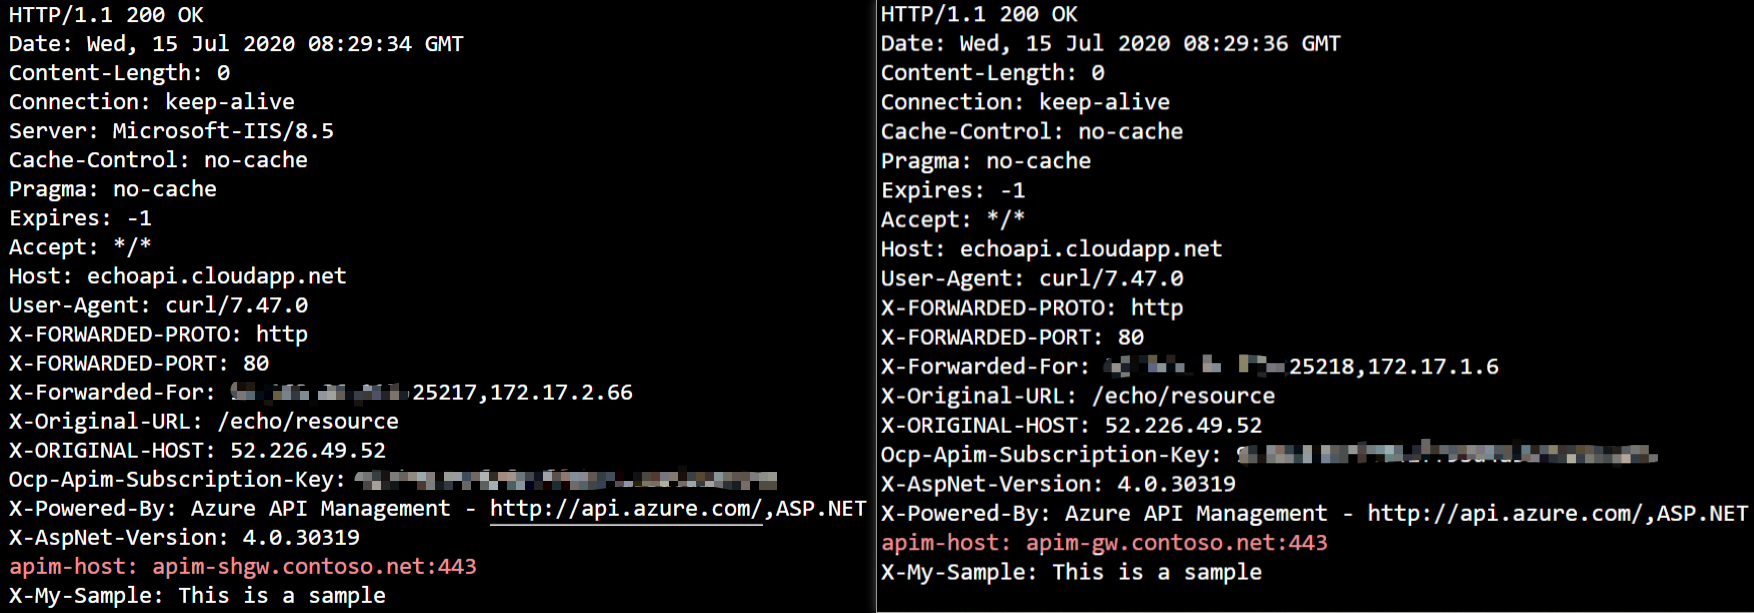 HTTP/1.1 200 OK
Date: Wed, 15 Jul 2020 08:29:34 GMT
Content-Length: 0
Connection: keep-alive
Server: Microsoft-IIS/8.5
Cache-Control: no-cache
Pragma: no-cache
Expires: -1
Accept: */*
Host: echoapi.cloudapp.net
User-Agent: curl/7.47.0
X-FORWARDED-PROTO: http
X-FORWARDED-PORT: 80
X-Forwarded-For: 25217,172.17.2.66
X-Original-URL: /echo/resource
X-ORIGINAL-HOST: 52.226.49.52
Ocp-Apim-Subscription-Key:
X-Powered-By: Azure API Management - http://api.azure.com/,ASP.NET
X-AspNet-Version: 4.0.30319
apim-host: apim-shgw.contoso.net:443
X-My-Sample: This is a sample
HTTP/1.1 200 OK
Date: Wed, 15 Jul 2020 08:29:36 GMT
Content-Length: 0
Connection: keep-alive
Cache-Control: no-cache
Pragma: no-cache
Expires: -1
Accept: */*
Host: echoapi.cloudapp.net
User-Agent: curl/7.47.0
X-FORWARDED-PROTO: http
X-FORWARDED-PORT: 80
X-Forwarded-For: 25218,172.17.1.6
X-Original-URL: /echo/resource
X-ORIGINAL-HOST: 52.226.49.52
Ocp-Apim-Subscription-Key:
X-AspNet-Version: 4.0.30319
X-Powered-By: Azure API Management - http://api.azure.com/,ASP.NET
apim-host: apim-gw.contoso.net:443
X-My-Sample: This is a sample